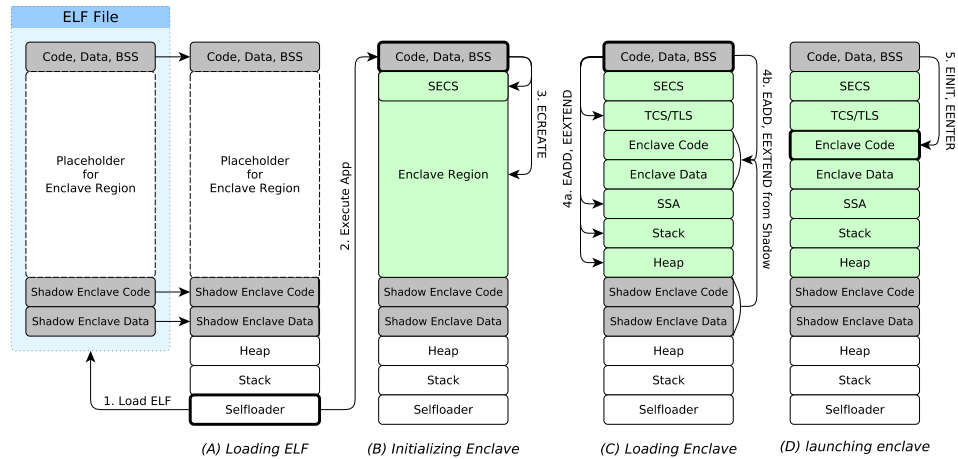 ELF File
Code, Data, BSS
Placeholder
for
Enclave Region
Shadow Enclave Code
Shadow Enclave Data
1. Load ELF
Code, Data, BSS
Placeholder
for
Enclave Region
Shadow Enclave Code
Shadow Enclave Data
Heap
Stack
Selfloader
(A) Loading ELF
2. Execute App
Code, Data, BSS
SECS
Enclave Region
Shadow Enclave Code
Shadow Enclave Data
Heap
Stack
Selfloader
(B) Initializing Enclave
3. ECREATE
4a. EADD, EEXTEND
Code, Data, BSS
SECS
TCS/TLS
Enclave Code
Enclave Data
SSA
Stack
Heap
Shadow Enclave Code
Shadow Enclave Data
Heap
Stack
Selfloader
(C) Loading Enclave
4b. EADD, EEXTEND from Shadow
Code, Data, BSS
SECS
TCS/TLS
Enclave Code
Enclave Data
SSA
Stack
Heap
Shadow Enclave Code
Shadow Enclave Data
Heap
Stack
Selfloader
(D) launching enclave
5. EINIT, EENTER